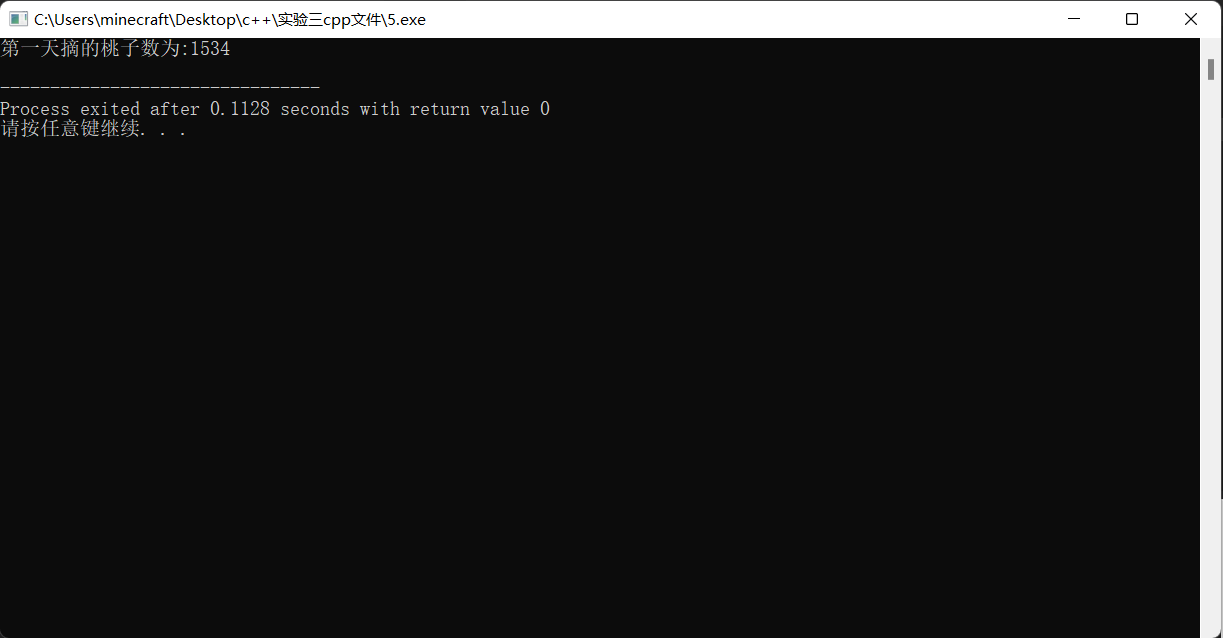 C:\Users\minecraft\Desktop\c++\实验三cpp文件\5.exe
第一天摘的桃子数为:1534
--------------------------------
Process exited after 0.1128 seconds with return value 0
请按任意键继续. . .